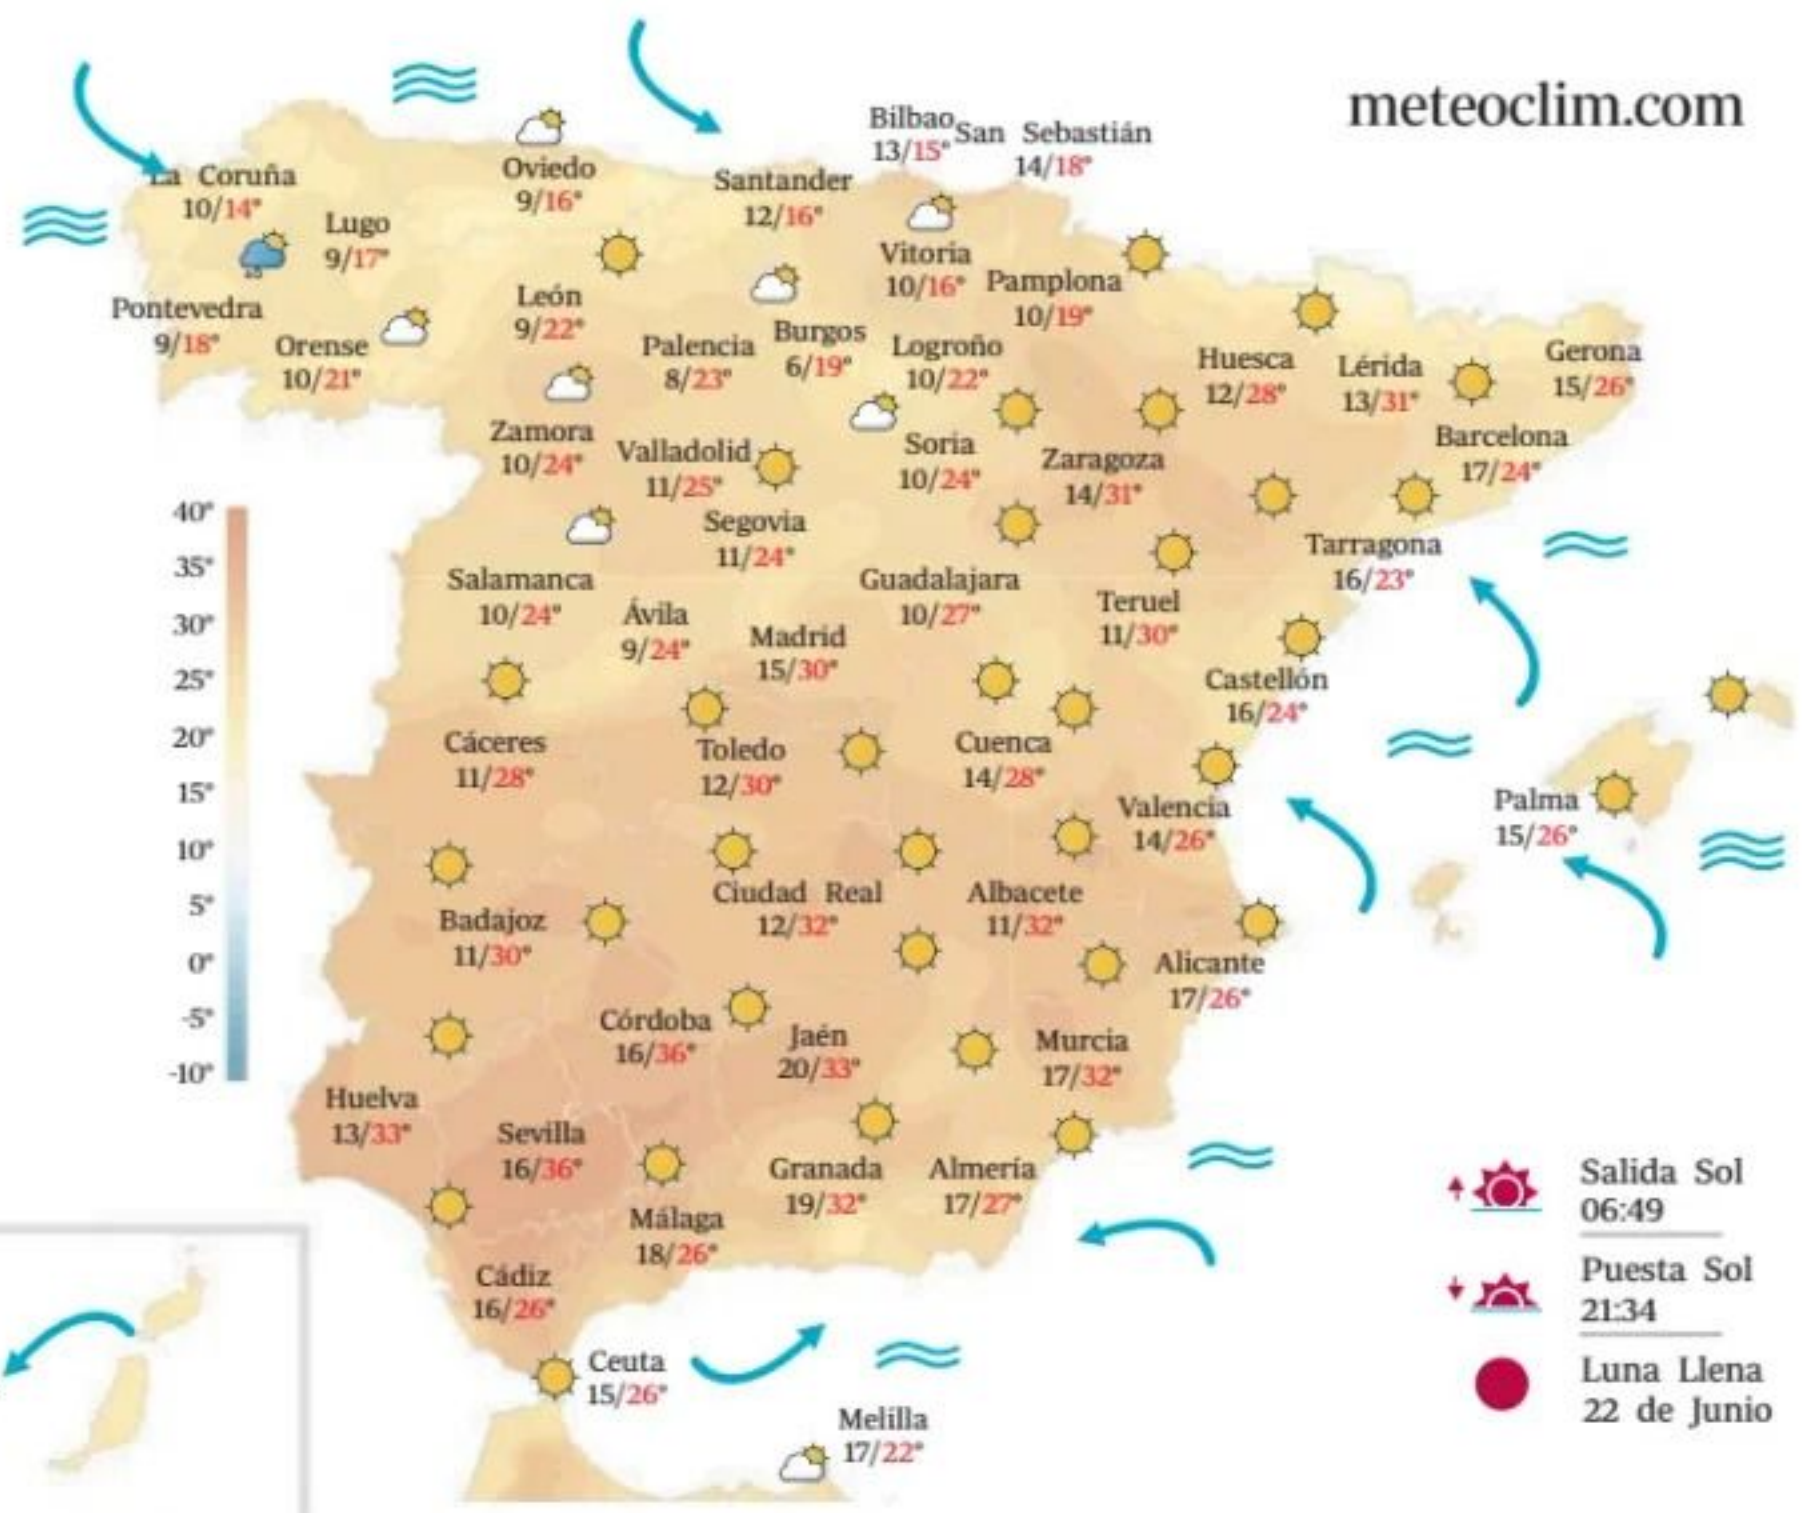 meteoclim.com
La Coruña
10/14°
Lugo
9/17°
Oviedo
9/16°
Santander
12/16°
Bilbao
13/15°
San Sebastián
14/18°
Vitoria
10/16°
Pamplona
10/19°
Pontevedra
9/18°
Orense
10/21°
León
9/22°
Palencia
8/23°
Burgos
6/19°
Logroño
10/22°
Huesca
12/28°
Lérida
13/31°
Gerona
15/26°
Barcelona
17/24°
Zamora
10/24°
Valladolid
11/25°
Soria
10/24°
Zaragoza
14/31°
Segovia
11/24°
Tarragona
16/23°
Salamanca
10/24°
Ávila
9/24°
Madrid
15/30°
Guadalajara
10/27°
Teruel
11/30°
Castellón
16/24°
Cáceres
11/28°
Toledo
12/30°
Cuenca
14/28°
Valencia
14/26°
Palma
15/26°
Ciudad Real
12/32°
Albacete
11/32°
Badajoz
11/30°
Alicante
17/26°
Córdoba
16/36°
Jaén
20/33°
Murcia
17/32°
Huelva
13/33°
Sevilla
16/36°
Granada
19/32°
Almería
17/27°
Málaga
18/26°
Cádiz
16/26°
Ceuta
15/26°
Melilla
17/22°
40°
35°
30°
25°
20°
15°
10°
5°
0°
-5°
-10°
Salida Sol
06:49
Puesta Sol
21:34
Luna Llena
22 de Junio